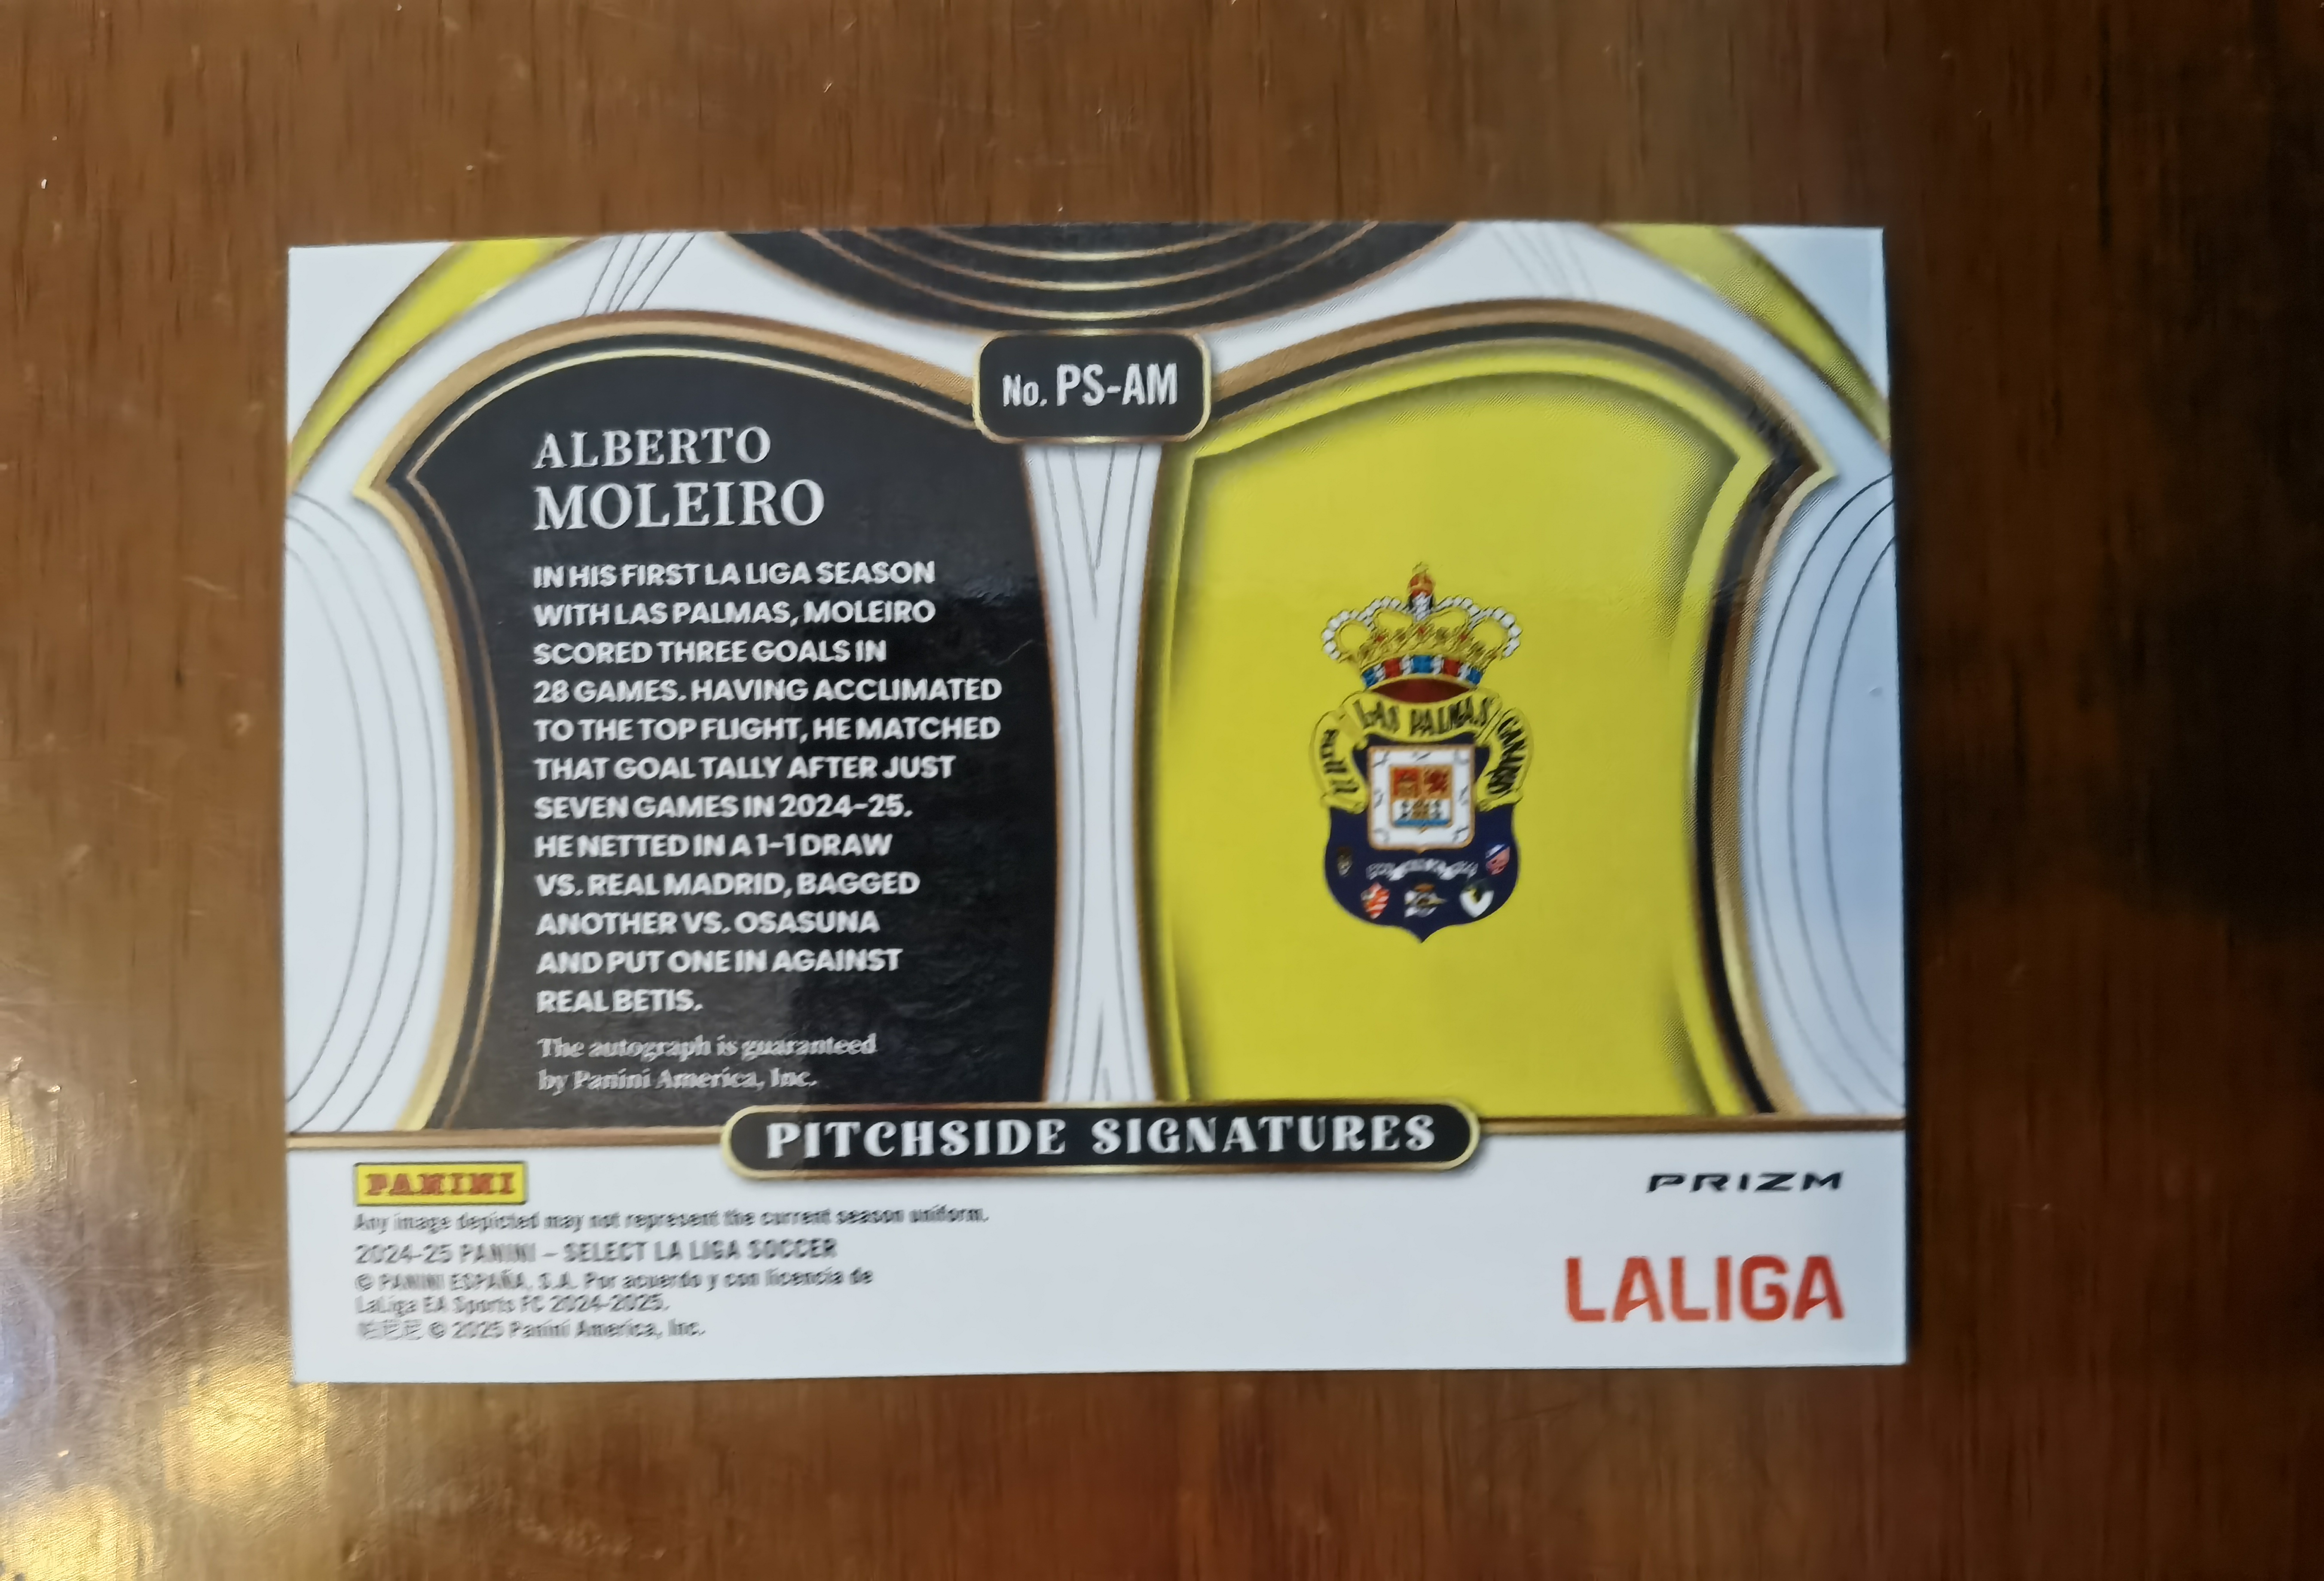 No. PS-AM
ALBERTO
MOLEIRO
IN HIS FIRST LA LIGA SEASON
WITH LAS PALMAS, MOLEIRO
SCORED THREE GOALS IN
28 GAMES. HAVING ACCLIMATED
TO THE TOP FLIGHT, HE MATCHED
THAT GOAL TALLY AFTER JUST
SEVEN GAMES IN 2024-25.
HE NETTED IN A 1-1 DRAW
VS. REAL MADRID, BAGGED
ANOTHER VS. OSASUNA
AND PUT ONE IN AGAINST
REAL BETIS.
The autograph is guaranteed
by Panini America, Inc.
LAS PALMAS
PITCHSIDE SIGNATURES
PANINI
PRIZM
Any image depicted may not represent the current season uniform.
2024-25 PANINI – SELECT LA LIGA SOCCER
© PANINI ESPAÑA, S.A. Por acuerdo y con licencia de
LaLiga EA Sports FC 2024-2025.
© 2025 Panini America, Inc.
LALIGA